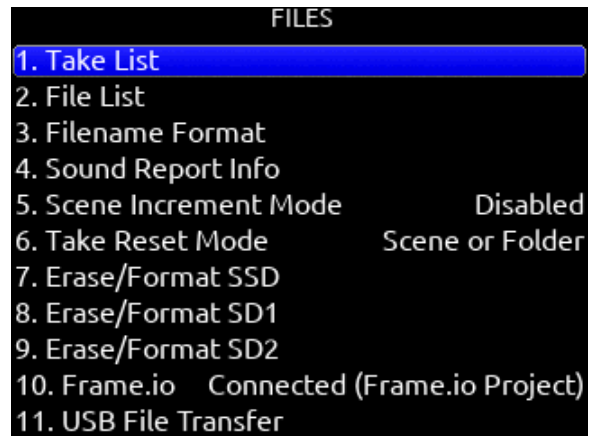 FILES
1. Take List
2. File List
3. Filename Format
4. Sound Report Info
5. Scene Increment Mode Disabled
6. Take Reset Mode Scene or Folder
7. Erase/Format SSD
8. Erase/Format SD1
9. Erase/Format SD2
10. Frame.io Connected (Frame.io Project)
11. USB File Transfer